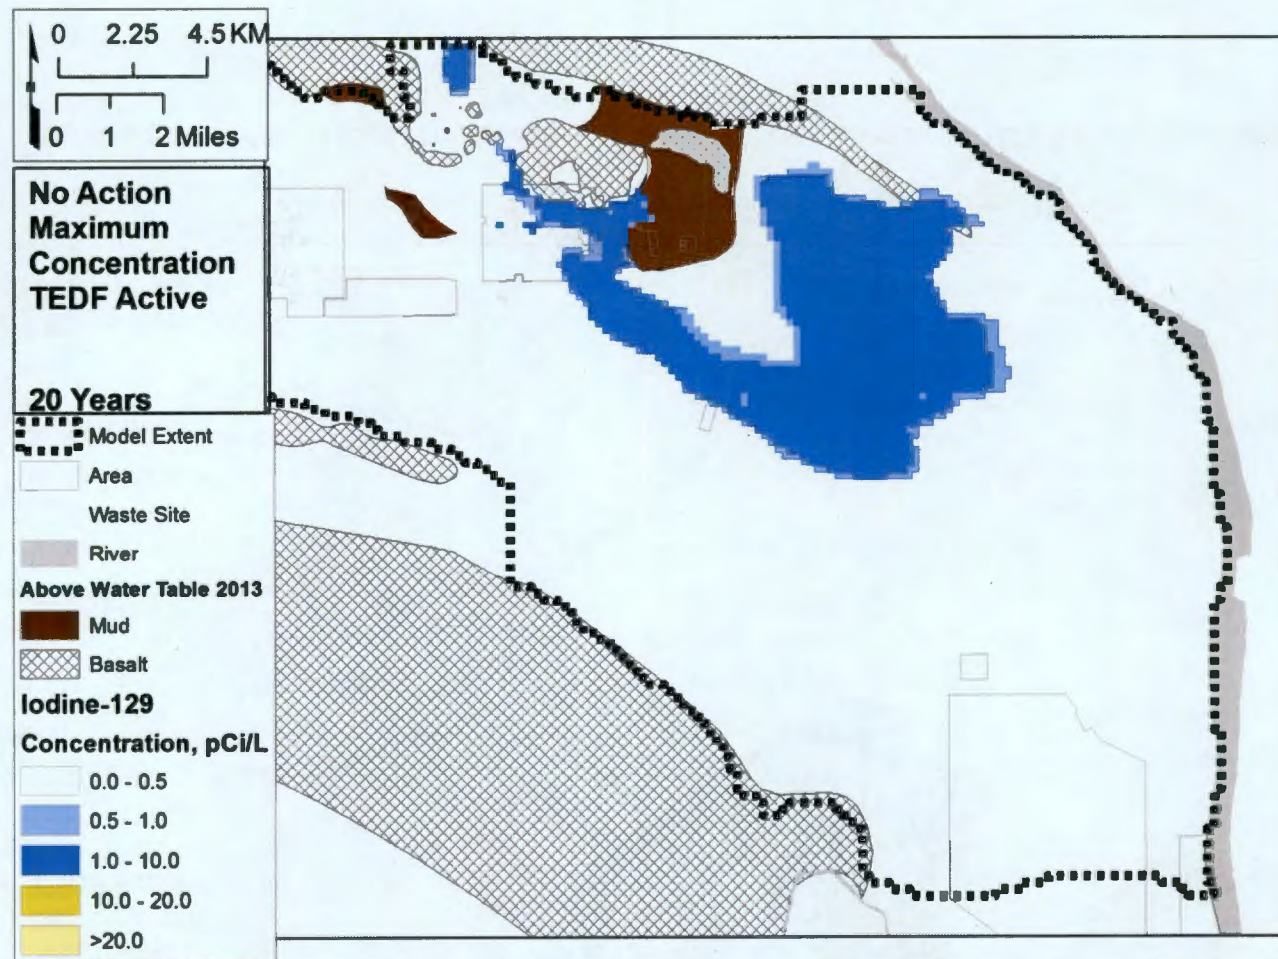 0 2.25 4.5 KM
0 1 2 Miles
No Action
Maximum
Concentration
TEDF Active
20 Years
Model Extent
Area
Waste Site
River
Above Water Table 2013
Mud
Basalt
Iodine-129
Concentration, pCi/L
0.0 - 0.5
0.5 - 1.0
1.0 - 10.0
10.0 - 20.0
>20.0